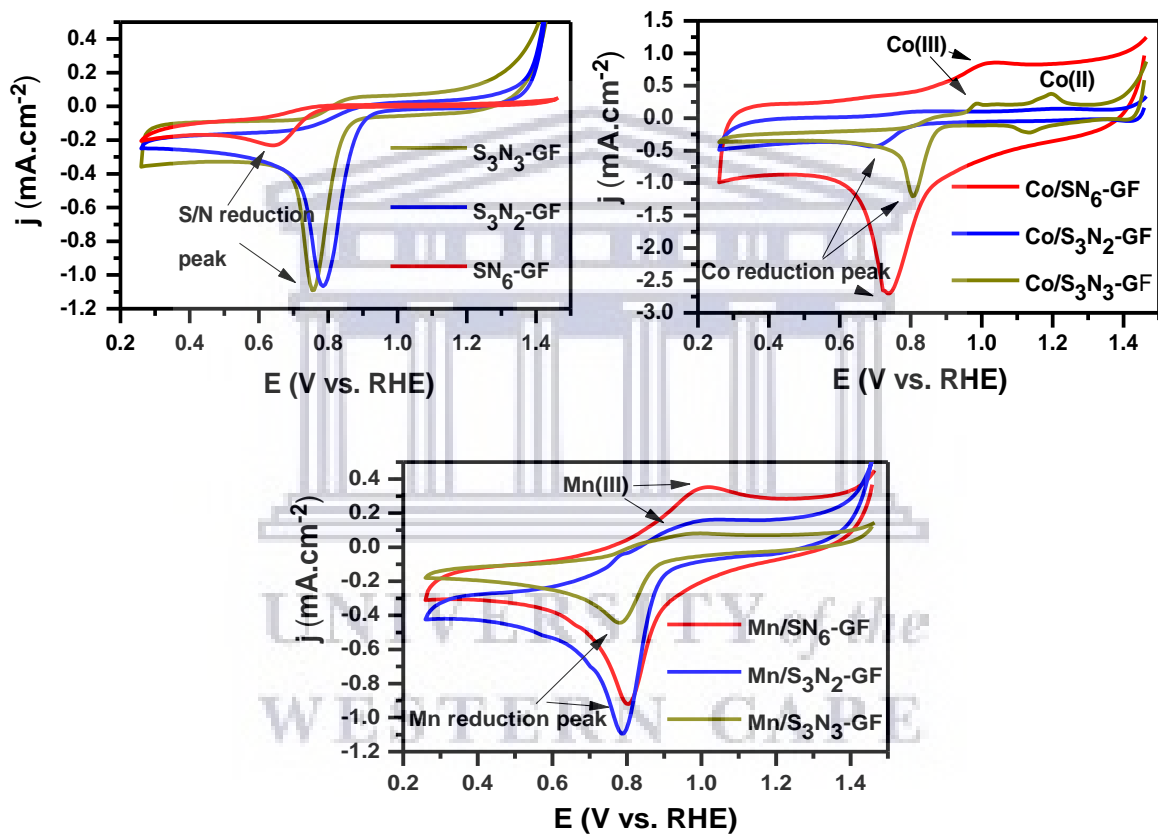 0.4
0.2
0.0
-0.2
-0.4
-0.6
-0.8
-1.0
-1.2
j (mA.cm-2)
S3N3-GF
S3N2-GF
SN6-GF
S/N reduction
peak
0.2 0.4 0.6 0.8 1.0 1.2 1.4
E (V vs. RHE)
1.5
1.0
0.5
0.0
-0.5
-1.0
-1.5
-2.0
-2.5
-3.0
j (mA.cm-2)
Co(III)
Co(II)
Co/SN6-GF
Co/S3N2-GF
Co/S3N3-GF
Co reduction peak
0.2 0.4 0.6 0.8 1.0 1.2 1.4
E (V vs. RHE)
0.4
0.2
0.0
-0.2
-0.4
-0.6
-0.8
-1.0
-1.2
j (mA.cm-2)
Mn(III)
Mn/SN6-GF
Mn/S3N2-GF
Mn/S3N3-GF
Mn reduction peak
0.2 0.4 0.6 0.8 1.0 1.2 1.4
E (V vs. RHE)
UNIVERSITY of the
WESTERN CAPE